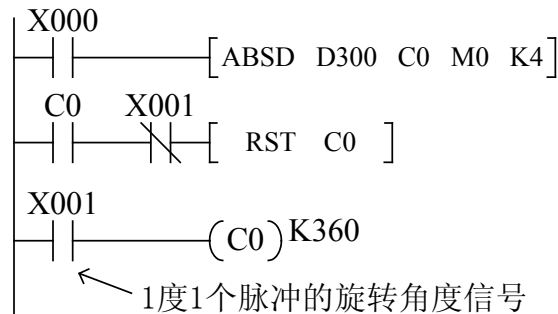 X000
[ABSD D300 C0 M0 K4]
C0 X001
[ RST C0 ]
X001
(C0) K360
1度1个脉冲的旋转角度信号